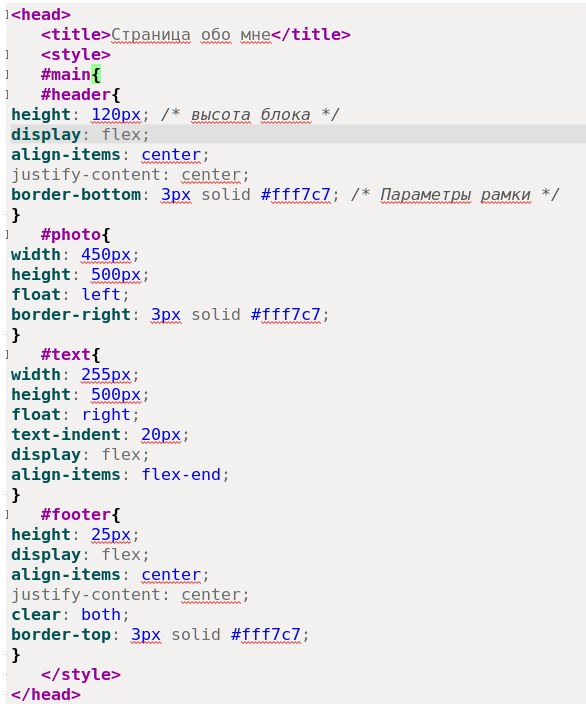 <head>
<title>Страница обо мне</title>
<style>
#main{
#header{
height: 120px; /* высота блока */
display: flex;
align-items: center;
justify-content: center;
border-bottom: 3px solid #fff7c7; /* Параметры рамки */
}
#photo{
width: 450px;
height: 500px;
float: left;
border-right: 3px solid #fff7c7;
}
#text{
width: 255px;
height: 500px;
float: right;
text-indent: 20px;
display: flex;
align-items: flex-end;
}
#footer{
height: 25px;
display: flex;
align-items: center;
justify-content: center;
clear: both;
border-top: 3px solid #fff7c7;
}
</style>
</head>